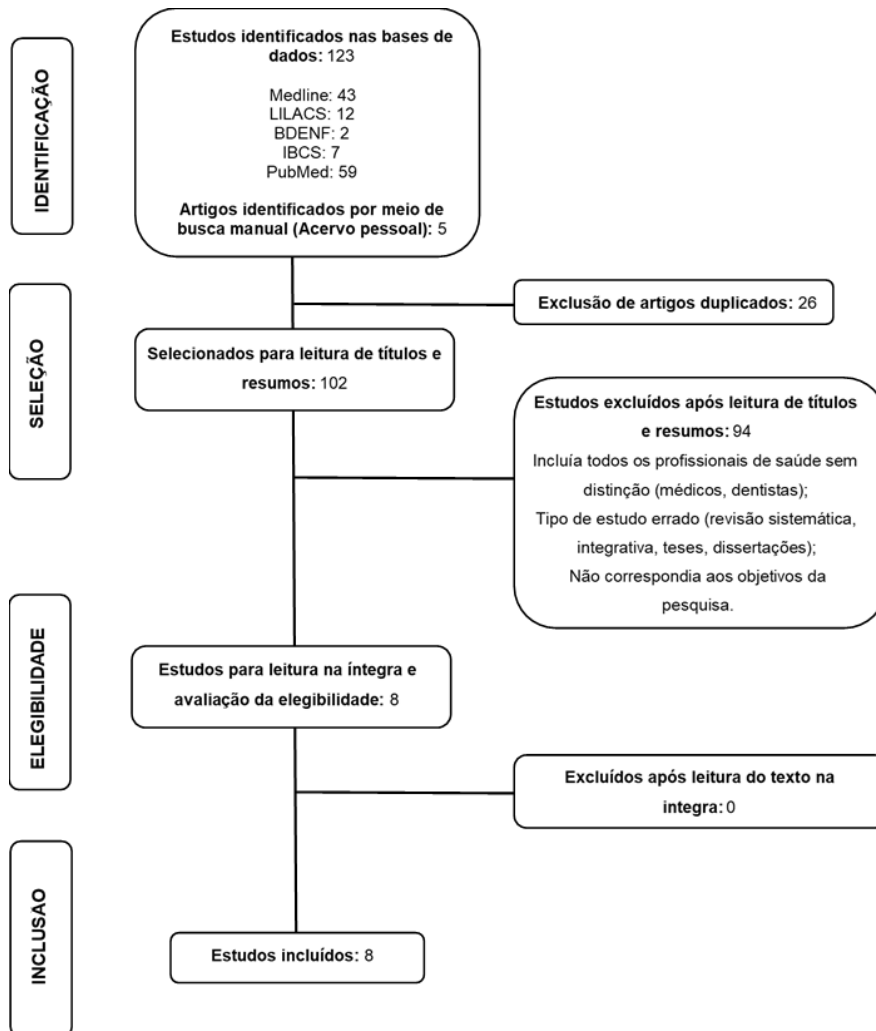 IDENTIFICAÇÃO
Estudos identificados nas bases de
dados: 123
Medline: 43
LILACS: 12
BDENF: 2
IBCS: 7
PubMed: 59
Artigos identificados por meio de
busca manual (Acervo pessoal): 5
SELEÇÃO
Exclusão de artigos duplicados: 26
Selecionados para leitura de títulos e
resumos: 102
Estudos excluídos após leitura de títulos
e resumos: 94
Incluía todos os profissionais de saúde sem
distinção (médicos, dentistas);
Tipo de estudo errado (revisão sistemática,
integrativa, teses, dissertações);
Não correspondia aos objetivos da
pesquisa.
ELEGIBILIDADE
Estudos para leitura na íntegra e
avaliação da elegibilidade: 8
Excluídos após leitura do texto na
integra: 0
INCLUSAO
Estudos incluídos: 8